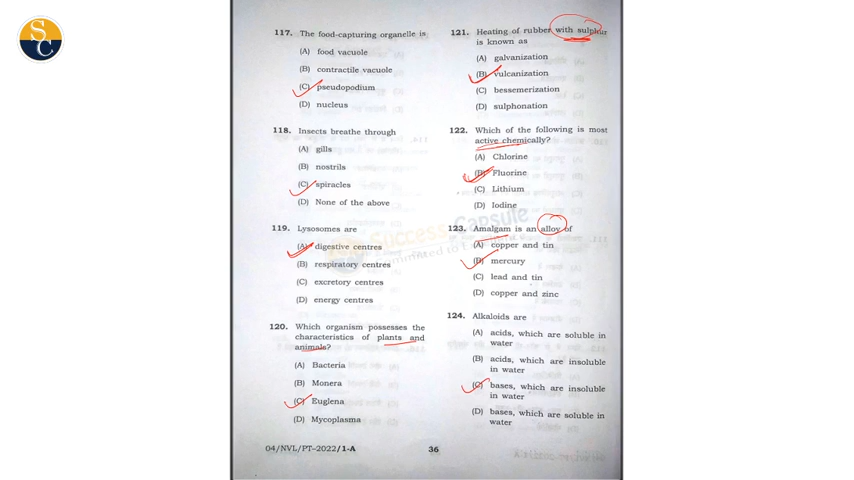 S
C
117. The food-capturing organelle is
(A) food vacuole
(B) contractile vacuole
(C) pseudopodium
(D) nucleus
118. Insects breathe through
(A) gills
(B) nostrils
(C) spiracles
(D) None of the above
119. Lysosomes are
(A) digestive centres
(B) respiratory centres
(C) excretory centres
(D) energy centres
120. Which organism possesses the
characteristics of plants and
animals?
(A) Bacteria
(B) Monera
(C) Euglena
(D) Mycoplasma
04/NVL/PT–2022/1-A
121. Heating of rubber with sulphur
is known as
(A) galvanization
(B) vulcanization
(C) bessemerization
(D) sulphonation
122. Which of the following is most
active chemically?
(A) Chlorine
(B) Fluorine
(C) Lithium
(D) Iodine
123. Amalgam is an alloy of
(A) copper and tin
(B) mercury
(C) lead and tin
(D) copper and zinc
124. Alkaloids are
(A) acids, which are soluble in
water
(B) acids, which are insoluble
in water
(C) bases, which are insoluble
in water
(D) bases, which are soluble in
water
36
Success Capsule